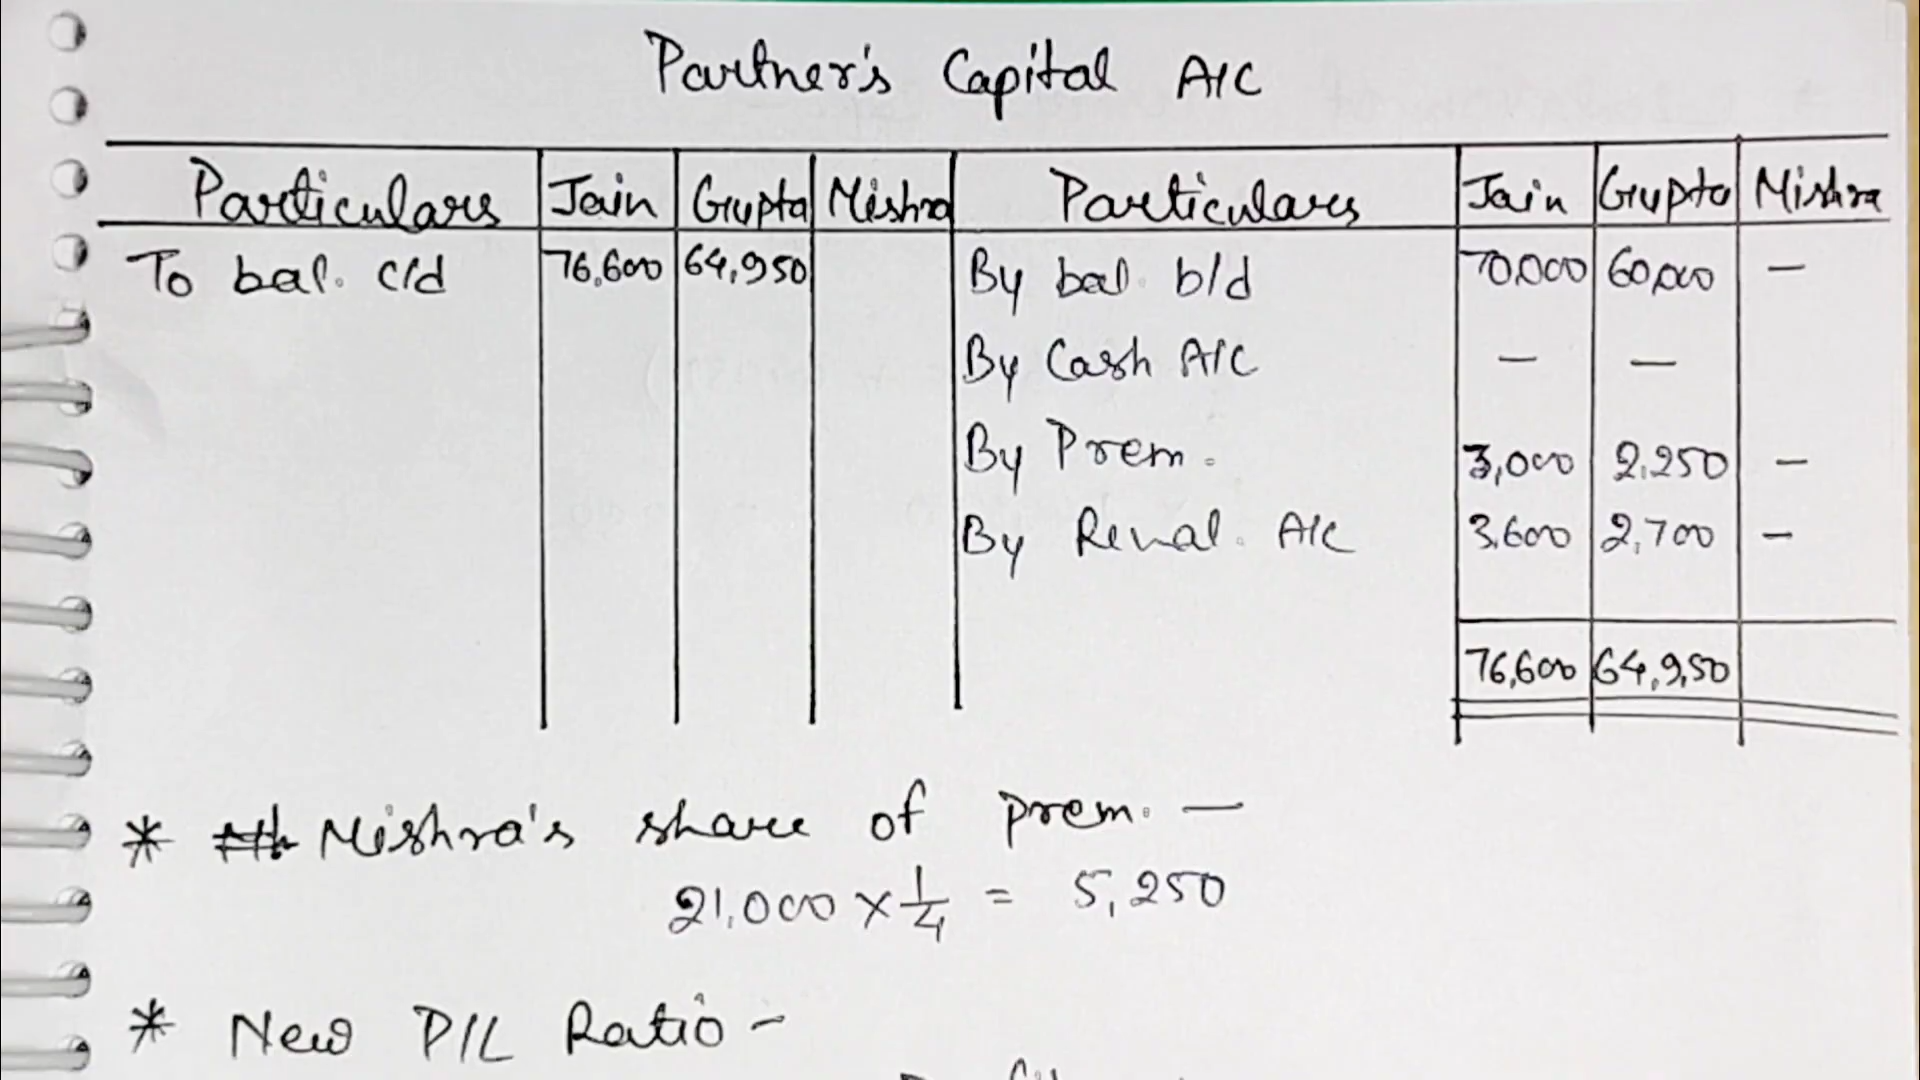 Partner's Capital A/C
Particulars Jain Gupta Mishra Particulars Jain Gupta Mishra
To bal. c/d 76,600 64,950 By bal. b/d 70,000 60,000 —
By Cash A/C — —
By Prem. 3,000 2,250 —
By Reval. A/C 3,600 2,700 —
76,600 64,9,50
* Mishra's share of prem. —
21,000 × 1/4 = 5,250
* New P/L Ratio -